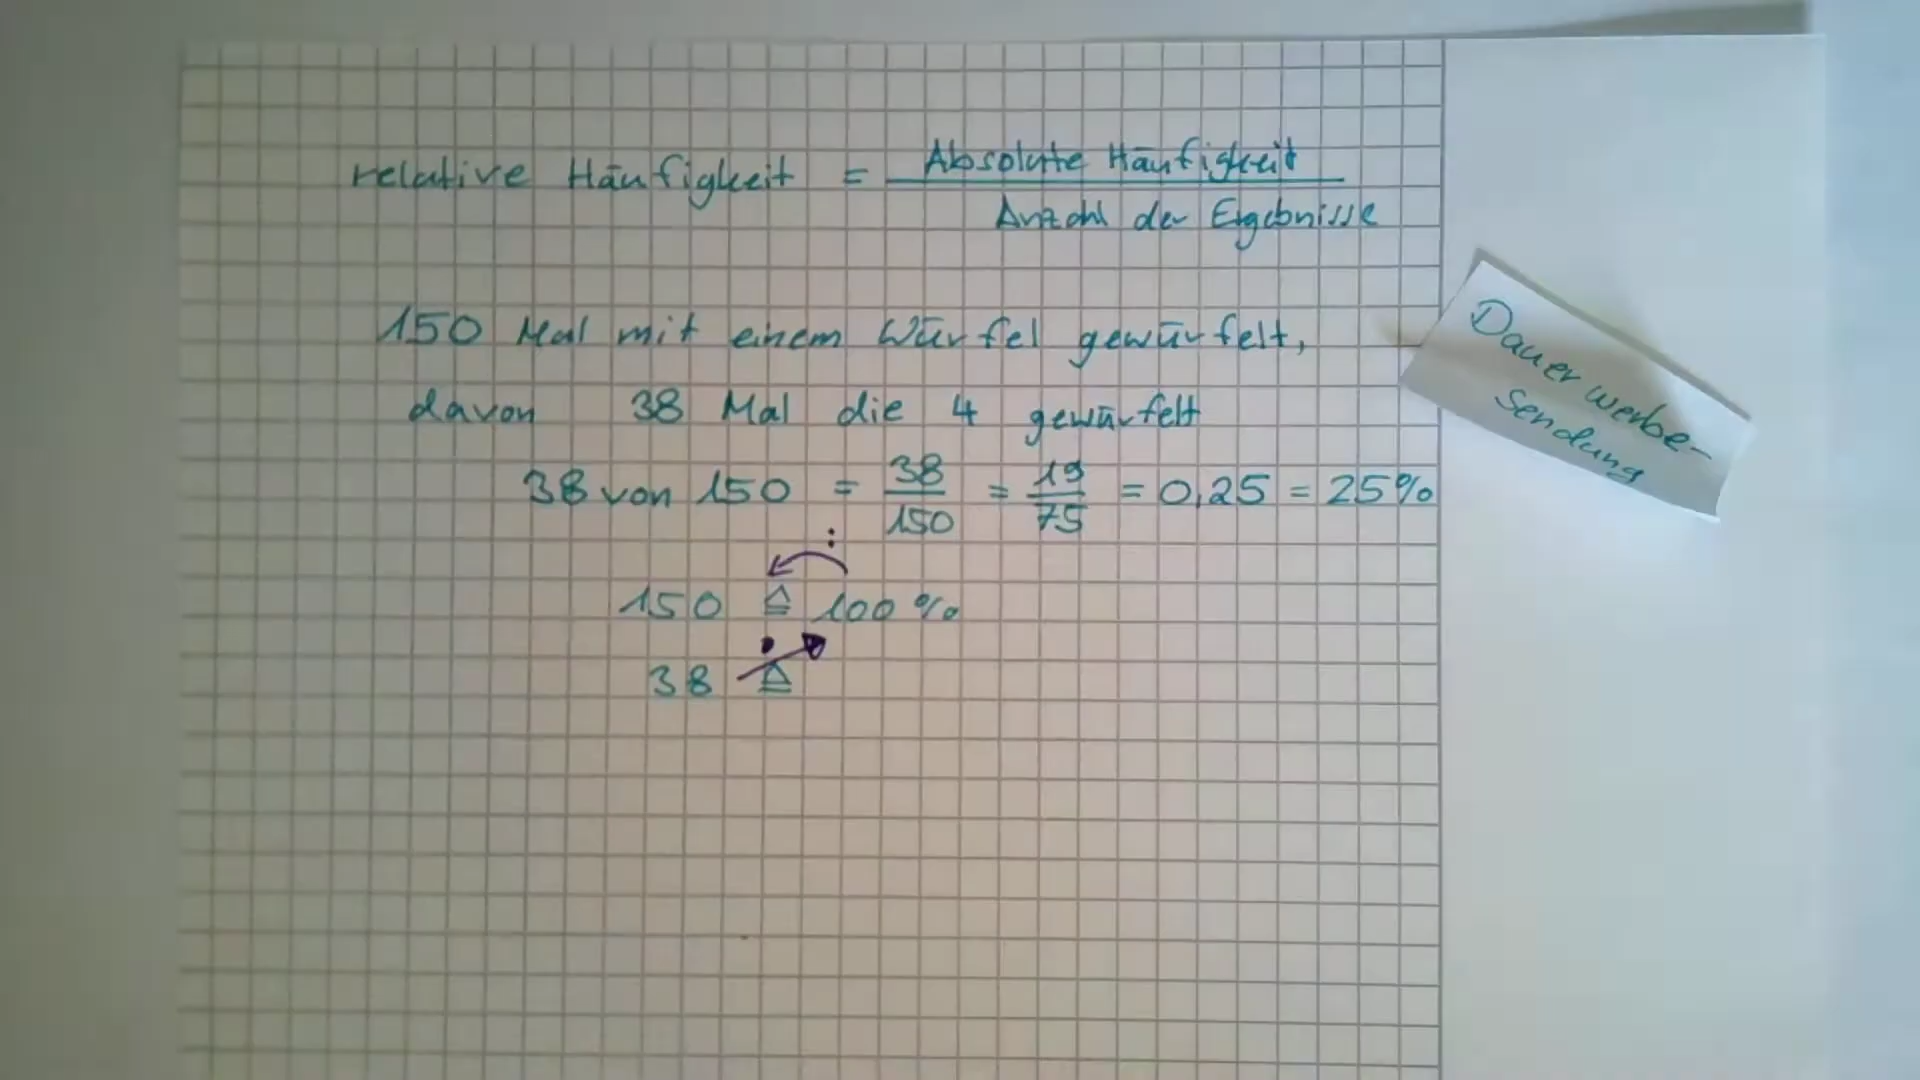 relative Häufigkeit = Absolute Häufigkeit
Anzahl der Ergebnisse
150 Mal mit einem Würfel gewürfelt,
davon 38 Mal die 4 gewürfelt
38 von 150 = 38/150 = 19/75 = 0,25 = 25%
:
150 ≙ 100 %
·
38 ≙
Dauerwerbe-
sendung